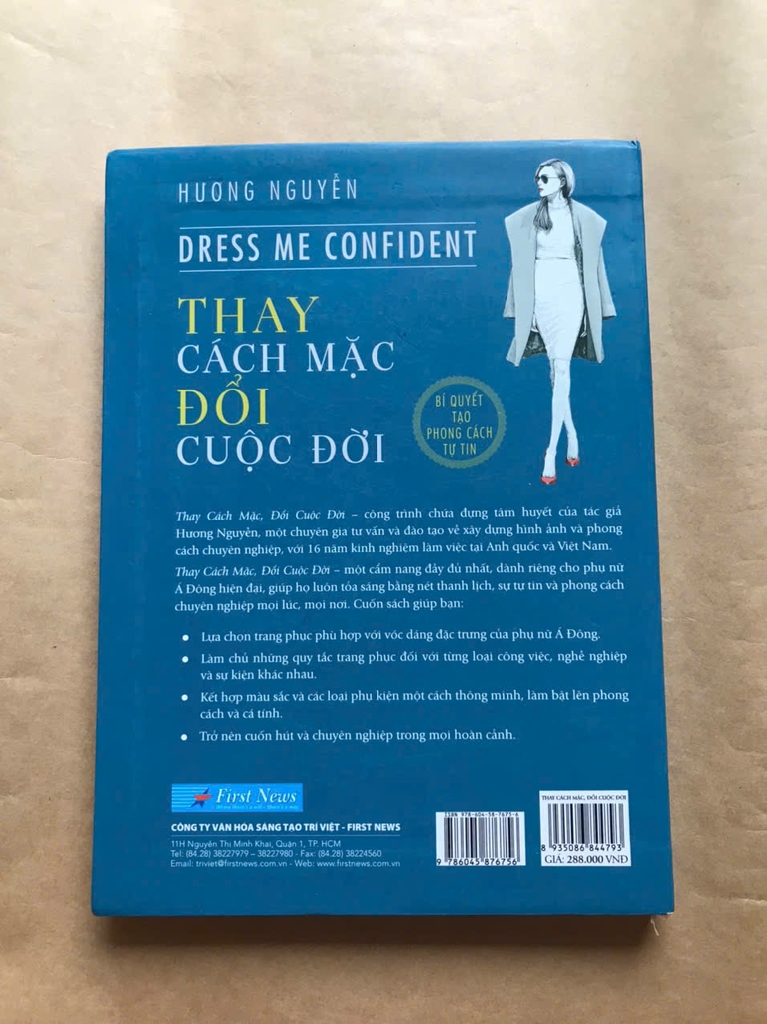 HƯƠNG NGUYỄN
DRESS ME CONFIDENT
THAY
CÁCH MẶC
ĐỔI
CUỘC ĐỜI
BÍ QUYẾT
TẠO
PHONG CÁCH
TỰ TIN
Thay Cách Mặc, Đổi Cuộc Đời – công trình chứa đựng tâm huyết của tác giả
Hương Nguyễn, một chuyên gia tư vấn và đào tạo về xây dựng hình ảnh và phong
cách chuyên nghiệp, với 16 năm kinh nghiệm làm việc tại Anh quốc và Việt Nam.
Thay Cách Mặc, Đổi Cuộc Đời – một cẩm nang đầy đủ nhất, dành riêng cho phụ nữ
Á Đông hiện đại, giúp họ luôn tỏa sáng bằng nét thanh lịch, sự tự tin và phong cách
chuyên nghiệp mọi lúc, mọi nơi. Cuốn sách giúp bạn:
• Lựa chọn trang phục phù hợp với vóc dáng đặc trưng của phụ nữ Á Đông.
• Làm chủ những quy tắc trang phục đối với từng loại công việc, nghề nghiệp
và sự kiện khác nhau.
• Kết hợp màu sắc và các loại phụ kiện một cách thông minh, làm bật lên phong
cách và cá tính.
• Trở nên cuốn hút và chuyên nghiệp trong mọi hoàn cảnh.
First News
CÔNG TY VĂN HÓA SÁNG TẠO TRÍ VIỆT - FIRST NEWS
11H Nguyễn Thị Minh Khai, Quận 1, TP. HCM
Tel: (84.28) 38227979 – 38227980 - Fax: (84.28) 38224560
Email: triviet@firstnews.com.vn - Web: www.firstnews.com.vn
ISBN 978-604-58-7675-6
9 786045 876756
THAY CÁCH MẶC, ĐỔI CUỘC ĐỜI
8 935086 844793
GIÁ: 288.000 VNĐ